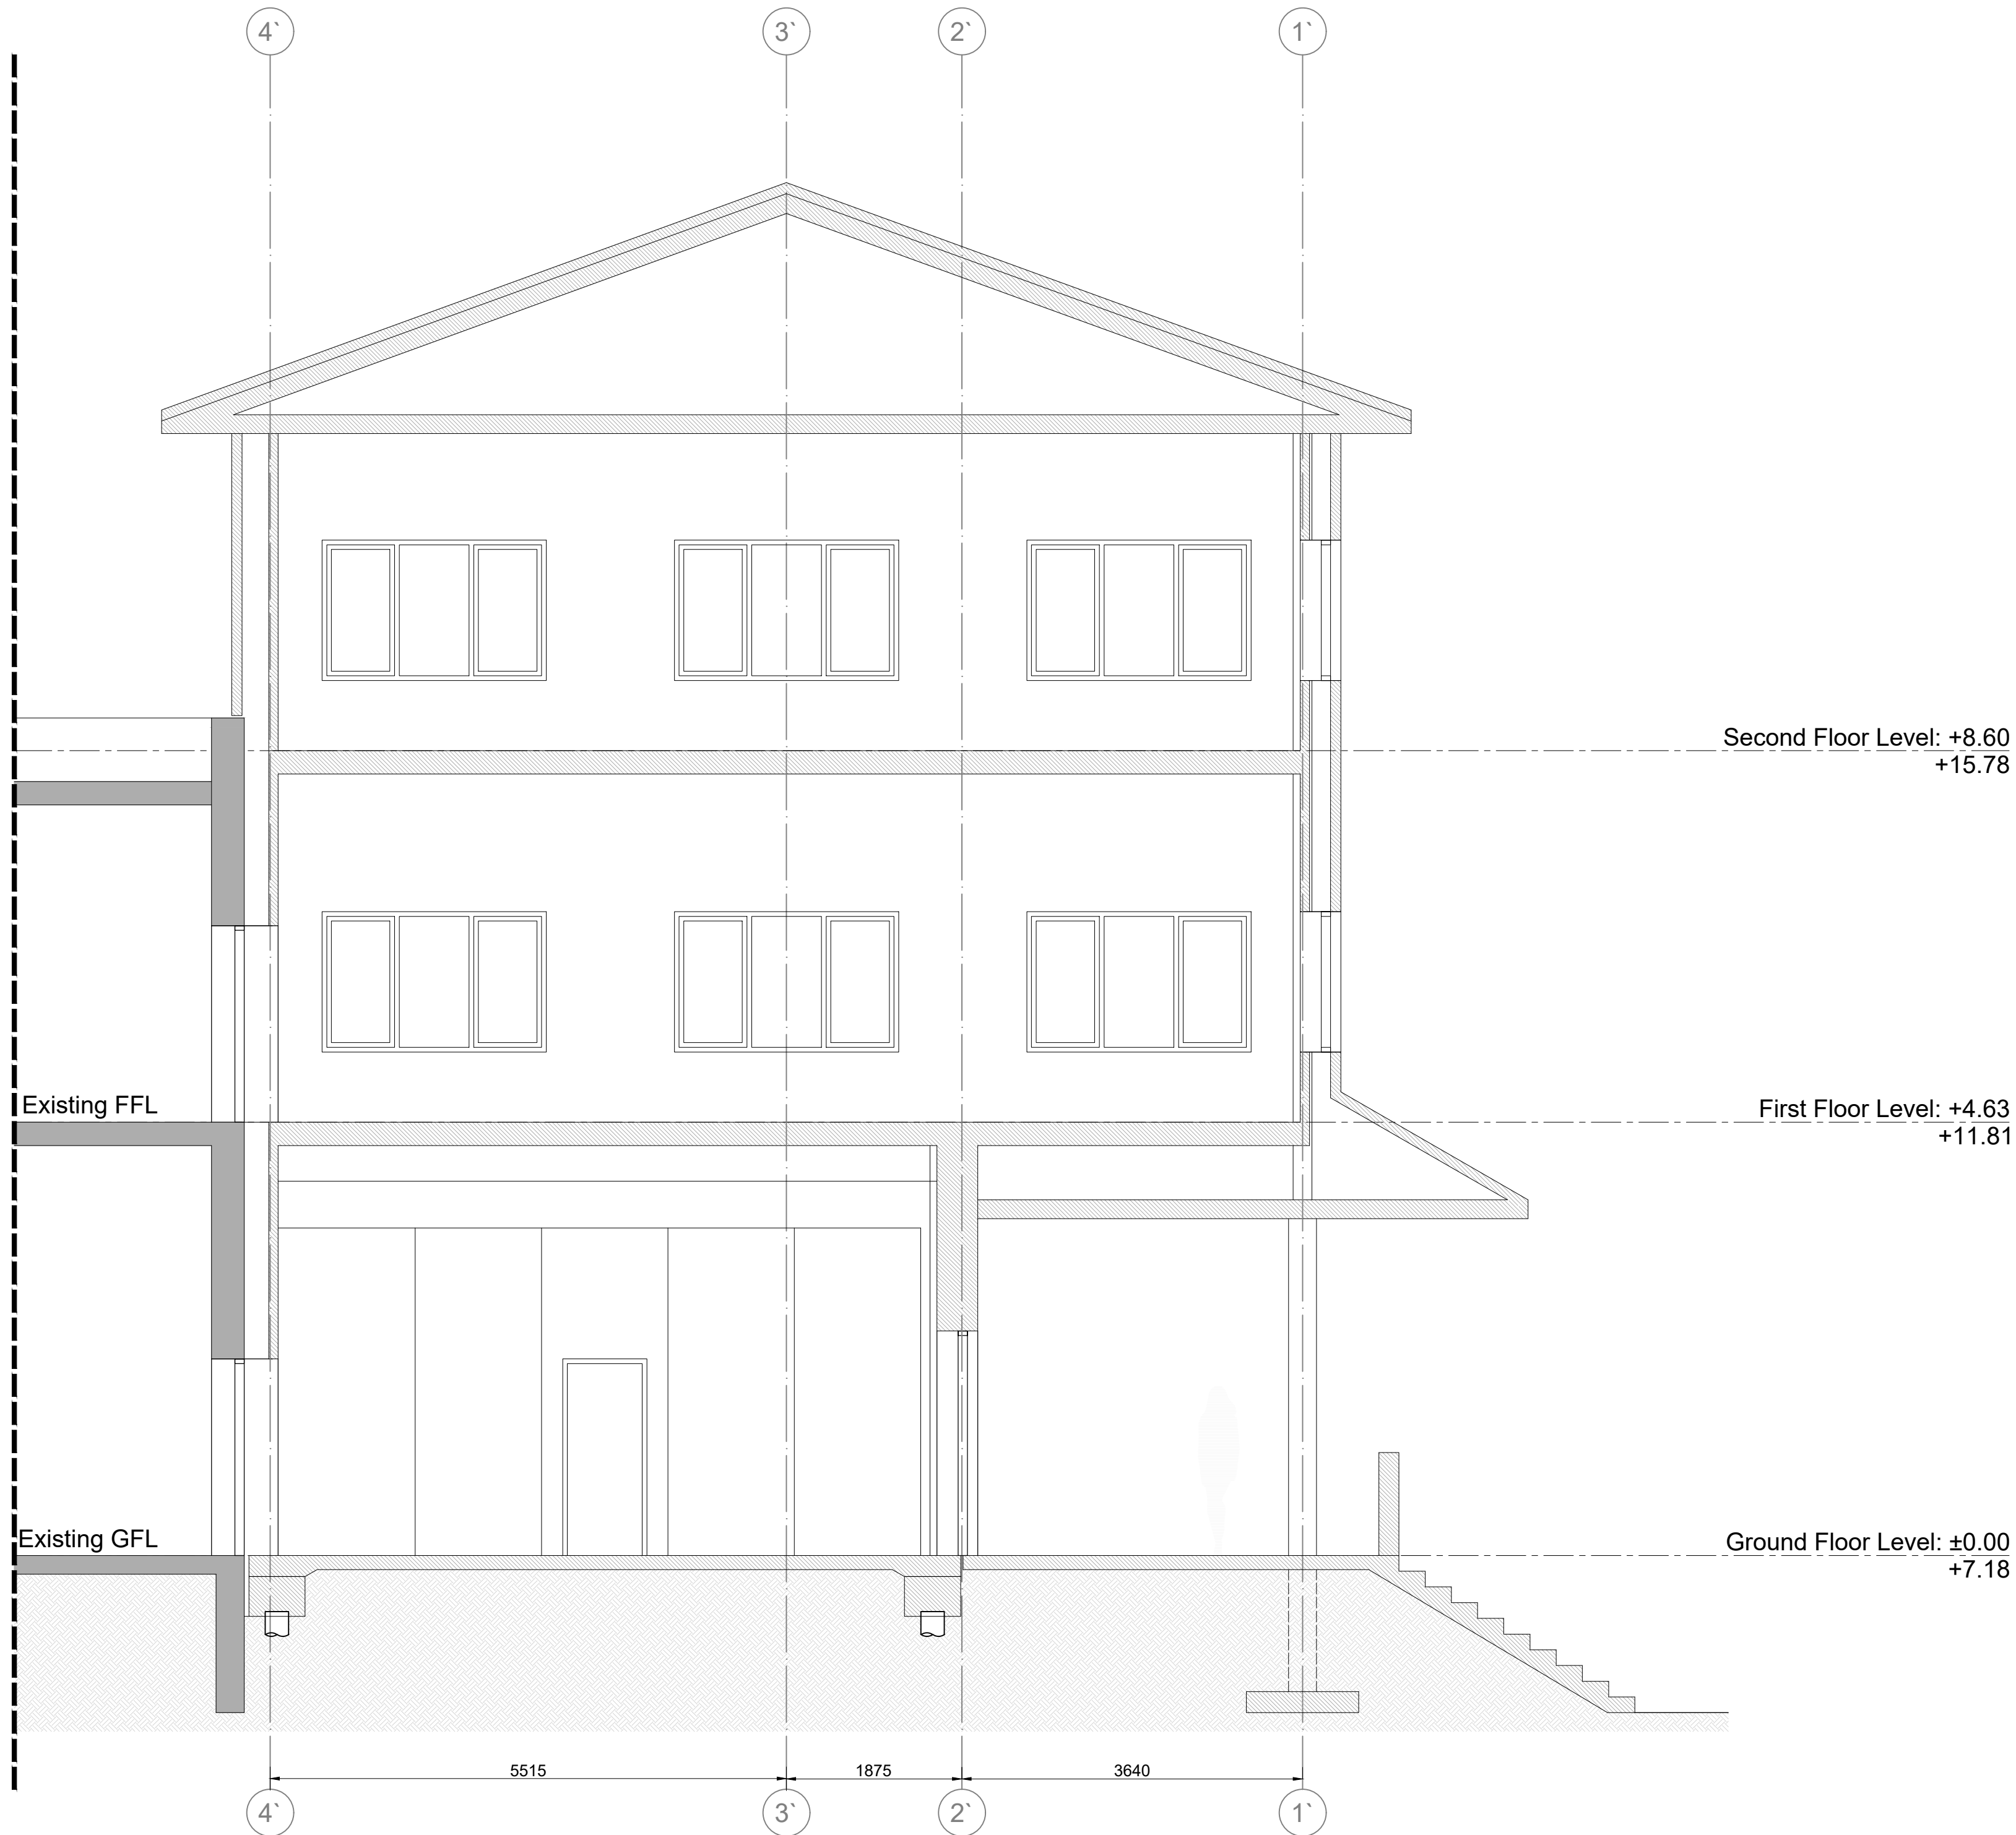 4` 3` 2` 1`
Second Floor Level: +8.60
+15.78
Existing FFL
First Floor Level: +4.63
+11.81
Existing GFL
Ground Floor Level: ±0.00
+7.18
5515 1875 3640
4` 3` 2` 1`